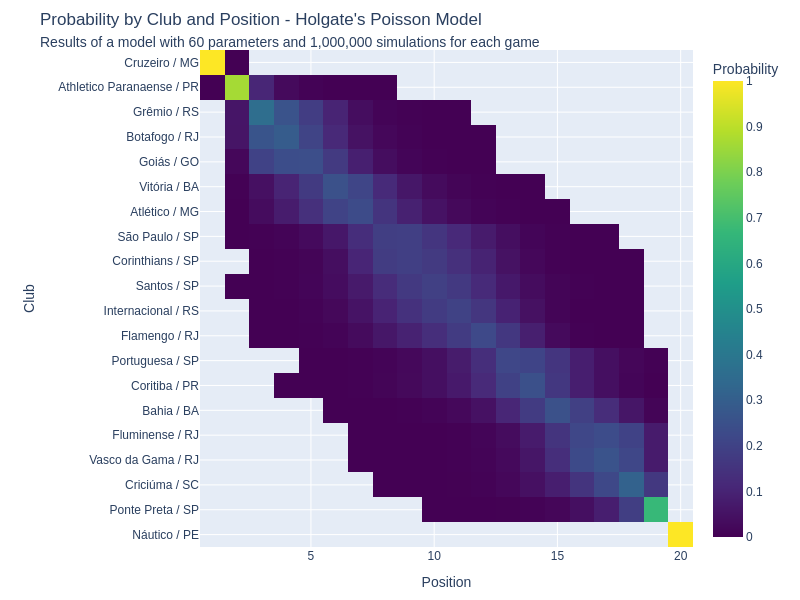 Probability by Club and Position - Holgate's Poisson Model
Results of a model with 60 parameters and 1,000,000 simulations for each game
Probability
Cruzeiro / MG
Athletico Paranaense / PR
Grêmio / RS
Botafogo / RJ
Goiás / GO
Vitória / BA
Atlético / MG
São Paulo / SP
Corinthians / SP
Santos / SP
Internacional / RS
Flamengo / RJ
Portuguesa / SP
Coritiba / PR
Bahia / BA
Fluminense / RJ
Vasco da Gama / RJ
Criciúma / SC
Ponte Preta / SP
Náutico / PE
Club
5
10
15
20
Position
1
0.9
0.8
0.7
0.6
0.5
0.4
0.3
0.2
0.1
0